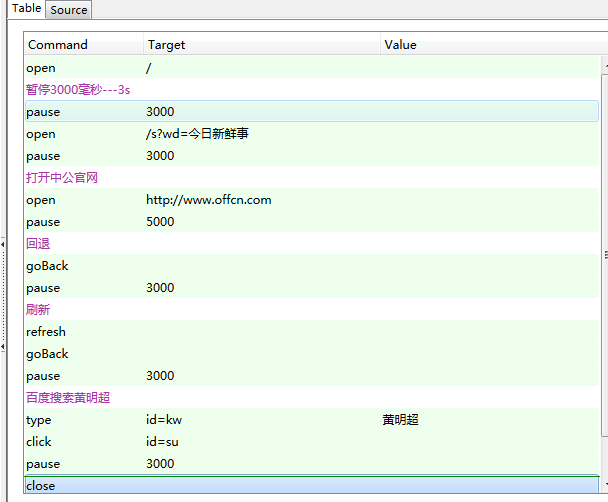 Table Source
Command Target Value
open /
暂停3000毫秒---3s
pause 3000
open /s?wd=今日新鲜事
pause 3000
打开中公官网
open http://www.offcn.com
pause 5000
回退
goBack
pause 3000
刷新
refresh
goBack
pause 3000
百度搜索黄明超
type id=kw 黄明超
click id=su
pause 3000
close